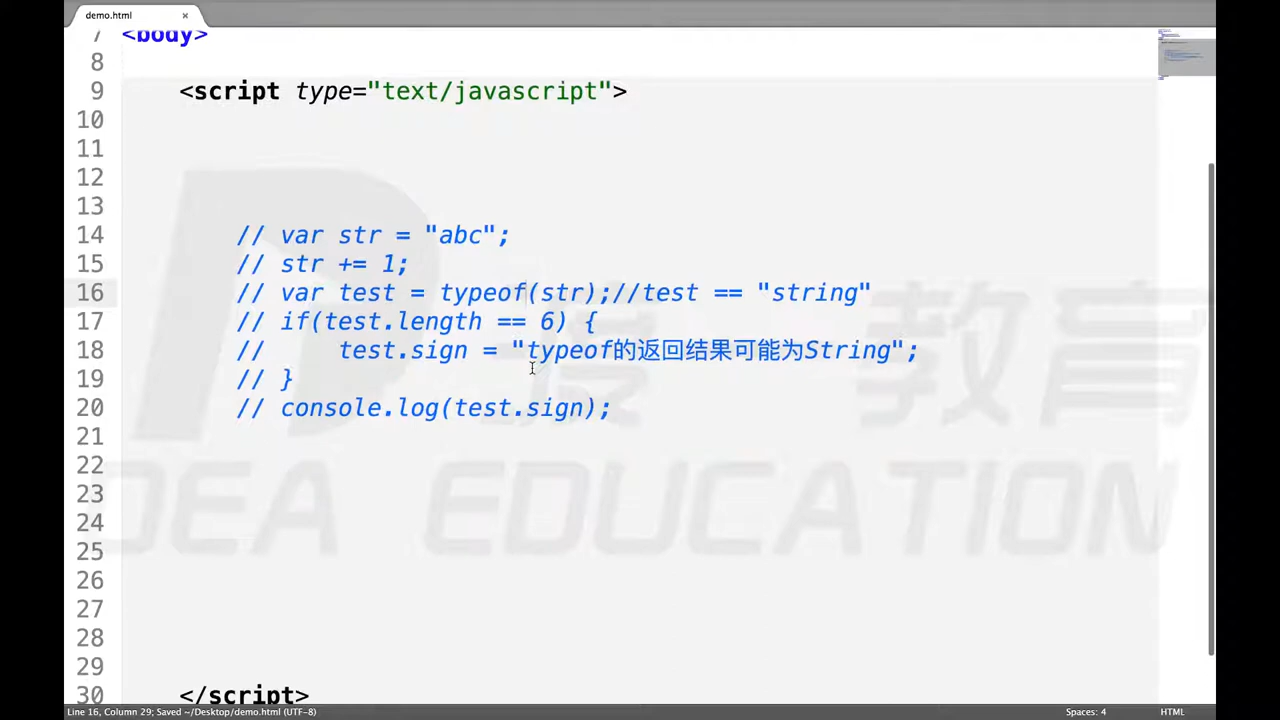 demo.html ×
7 <body>
8
9 <script type="text/javascript">
10
11
12
13
14 // var str = "abc";
15 // str += 1;
16 // var test = typeof(str);//test == "string"
17 // if(test.length == 6) {
18 //     test.sign = "typeof的返回结果可能为String";
19 // }
20 // console.log(test.sign);
21
22
23
24
25
26
27
28
29
30 </script>
教育
EDUCATION
Line 16, Column 29; Saved ~/Desktop/demo.html (UTF-8) Spaces: 4 HTML